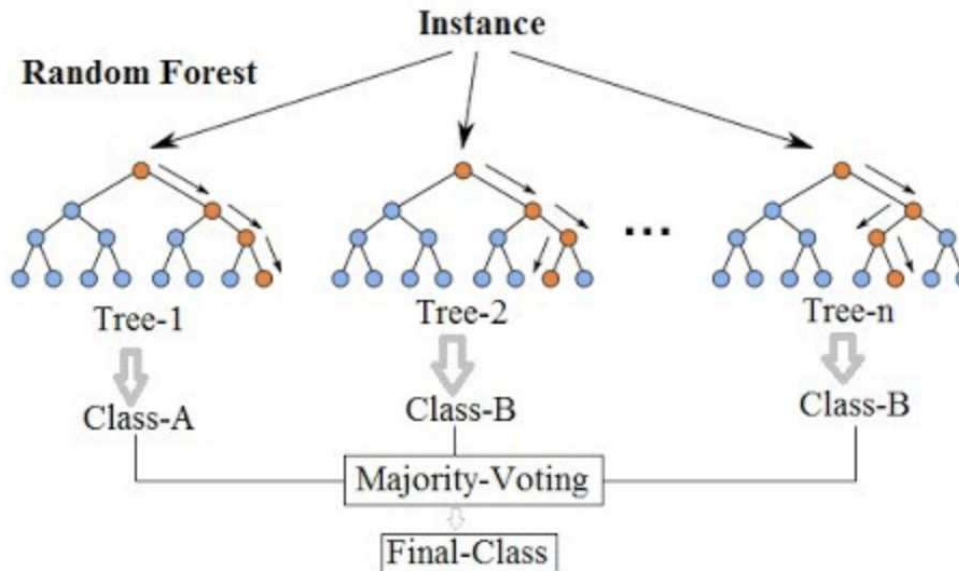 Instance
Random Forest
...
Tree-1
Tree-2
Tree-n
Class-A
Class-B
Class-B
Majority-Voting
Final-Class